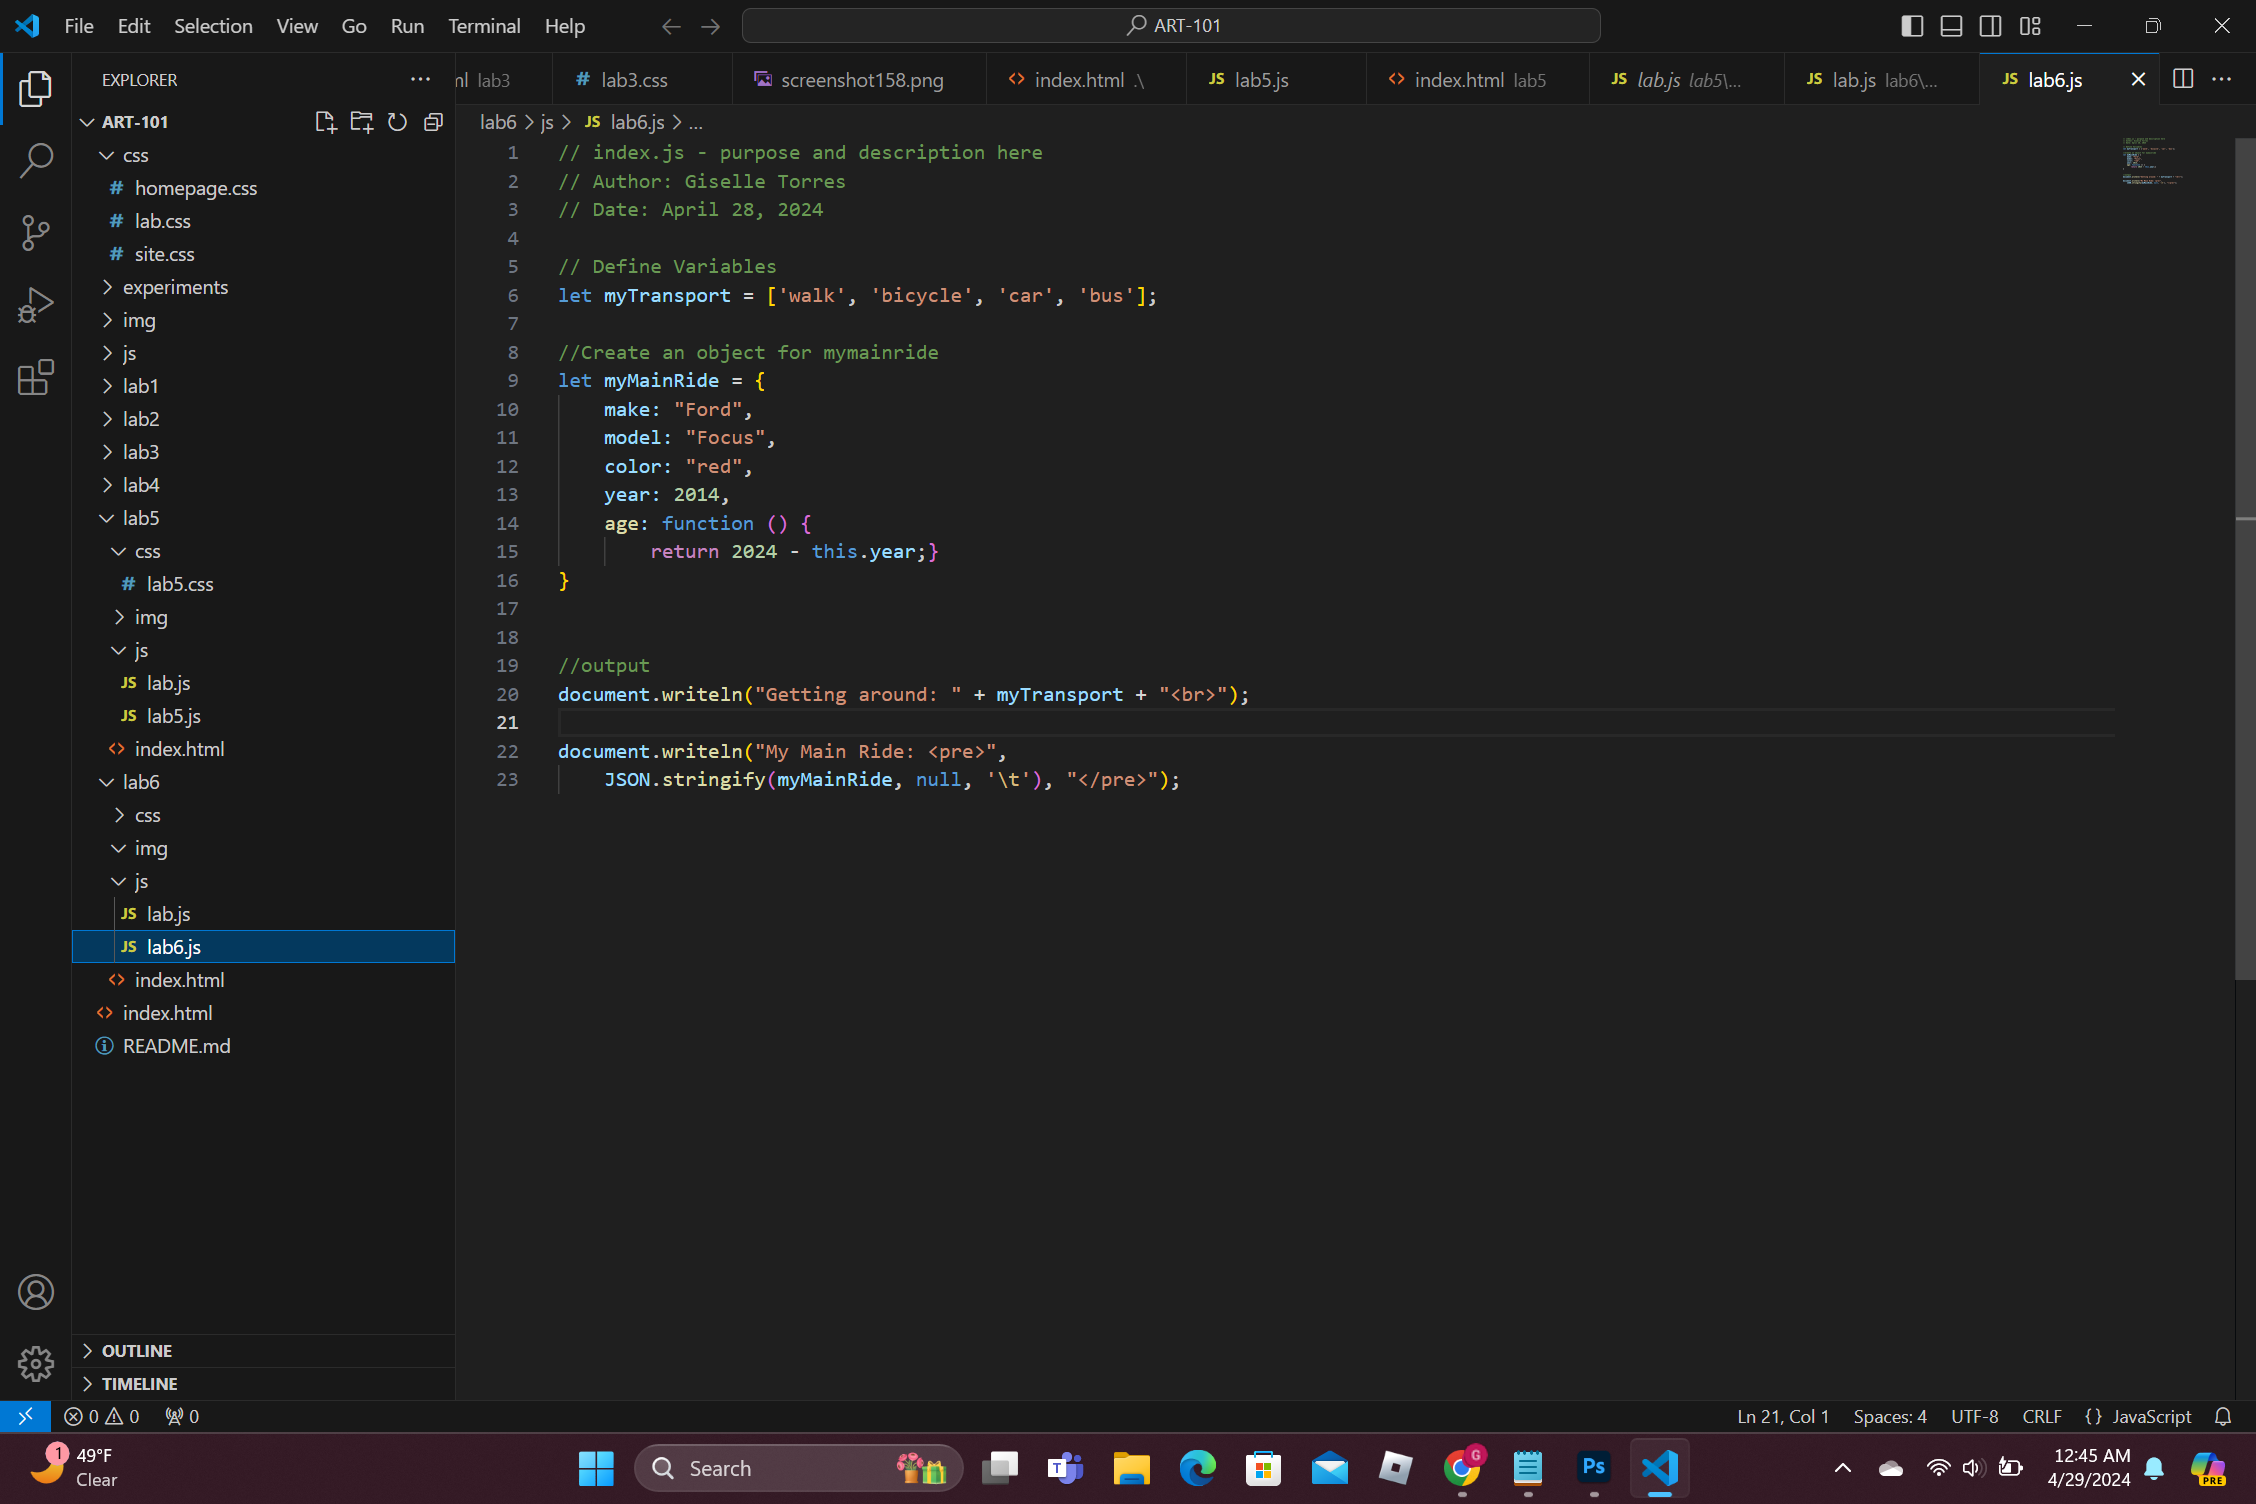 File Edit Selection View Go Run Terminal Help
ART-101
EXPLORER
ml lab3
lab3.css
screenshot158.png
index.html .\
lab5.js
index.html lab5
lab.js lab5\...
lab.js lab6\...
lab6.js
ART-101
css
homepage.css
lab.css
site.css
experiments
img
js
lab1
lab2
lab3
lab4
lab5
css
lab5.css
img
js
JS lab.js
JS lab5.js
index.html
lab6
css
img
js
JS lab.js
JS lab6.js
index.html
index.html
README.md
OUTLINE
TIMELINE
lab6 > js > JS lab6.js > ...
1 // index.js - purpose and description here
2 // Author: Giselle Torres
3 // Date: April 28, 2024
4
5 // Define Variables
6 let myTransport = ['walk', 'bicycle', 'car', 'bus'];
7
8 //Create an object for mymainride
9 let myMainRide = {
10 make: "Ford",
11 model: "Focus",
12 color: "red",
13 year: 2014,
14 age: function () {
15 return 2024 - this.year;}
16 }
17
18
19 //output
20 document.writeln("Getting around: " + myTransport + "<br>");
21
22 document.writeln("My Main Ride: <pre>",
23 JSON.stringify(myMainRide, null, '\t'), "</pre>");
0 0 0
Ln 21, Col 1 Spaces: 4 UTF-8 CRLF {} JavaScript
1
49°F
Clear
Search
T
G
Ps
12:45 AM
4/29/2024
PRE